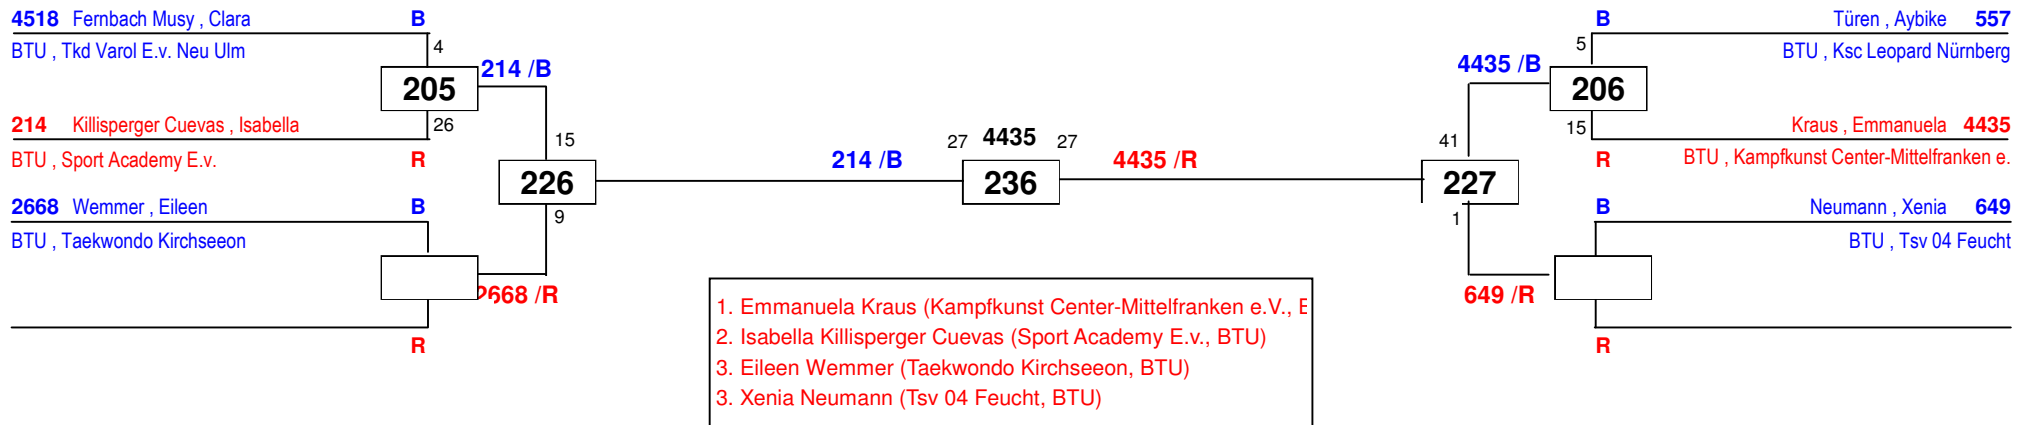 4518 Fernbach Musy , Clara B
BTU , Tkd Varol E.v. Neu Ulm
4
205
214 /B
214 Killisperger Cuevas , Isabella
26
BTU , Sport Academy E.v. R
15
226
9
2668 Wemmer , Eileen B
BTU , Taekwondo Kirchseeon
2668 /R
R
214 /B
27 4435 27
236
4435 /R
B Türen , Aybike 557
5
BTU , Ksc Leopard Nürnberg
4435 /B
206
15
Kraus , Emmanuela 4435
R BTU , Kampfkunst Center-Mittelfranken e.
41
227
1
B Neumann , Xenia 649
BTU , Tsv 04 Feucht
649 /R
R
1. Emmanuela Kraus (Kampfkunst Center-Mittelfranken e.V.,
2. Isabella Killisperger Cuevas (Sport Academy E.v., BTU)
3. Eileen Wemmer (Taekwondo Kirchseeon, BTU)
3. Xenia Neumann (Tsv 04 Feucht, BTU)